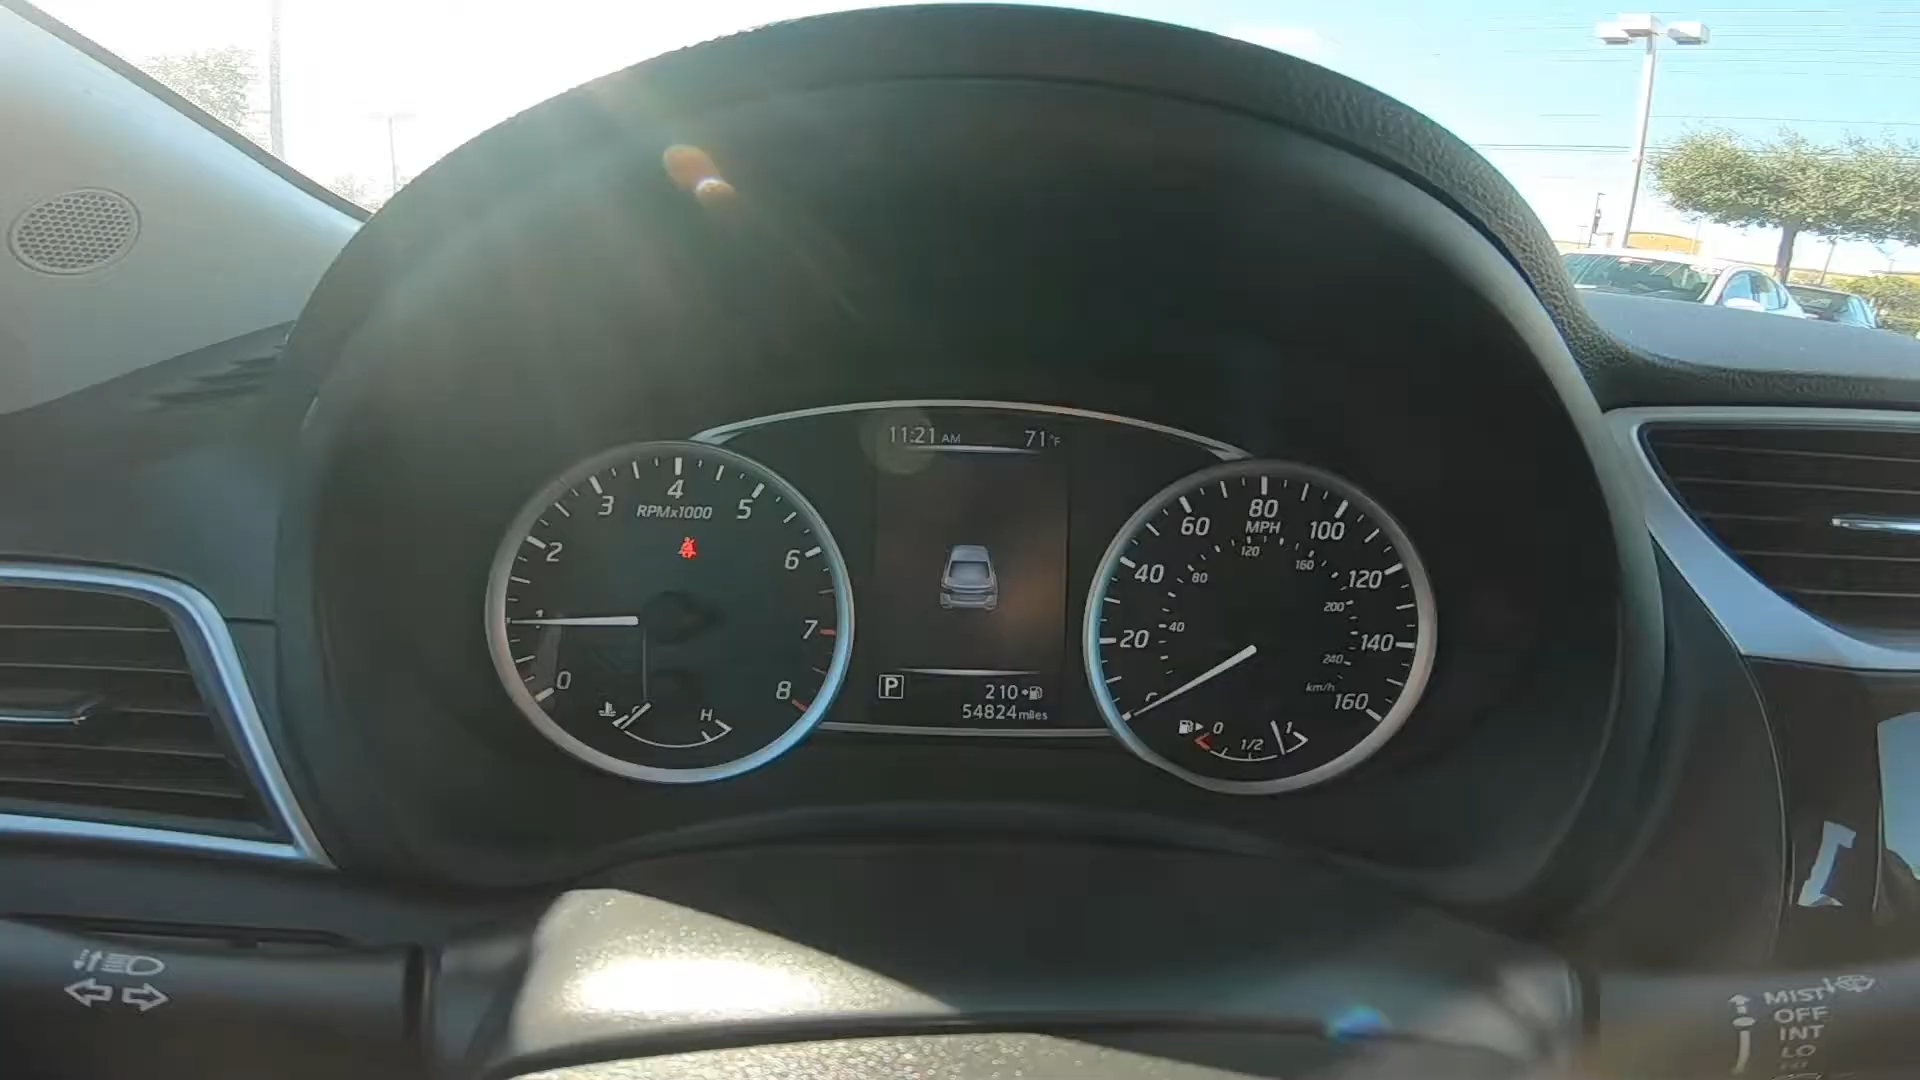 11:21 AM 71°F
0 1 2 3 4 5 6 7 8
RPMx1000
H
P
210
54824 miles
20 40 60 80 100 120 140 160
MPH
40 80 120 160 200 240
km/h
0 1/2 1
MIST
OFF
INT
LO